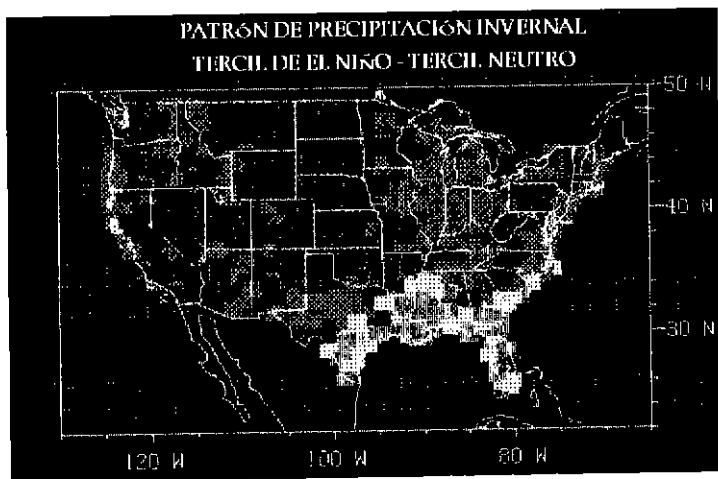 PATRóN DE PRECIPITACIóN INVERNAL
TERCIL DE EL NIñO - TERCIL NEUTRO
50 N
40 N
30 N
120 W
100 W
80 W